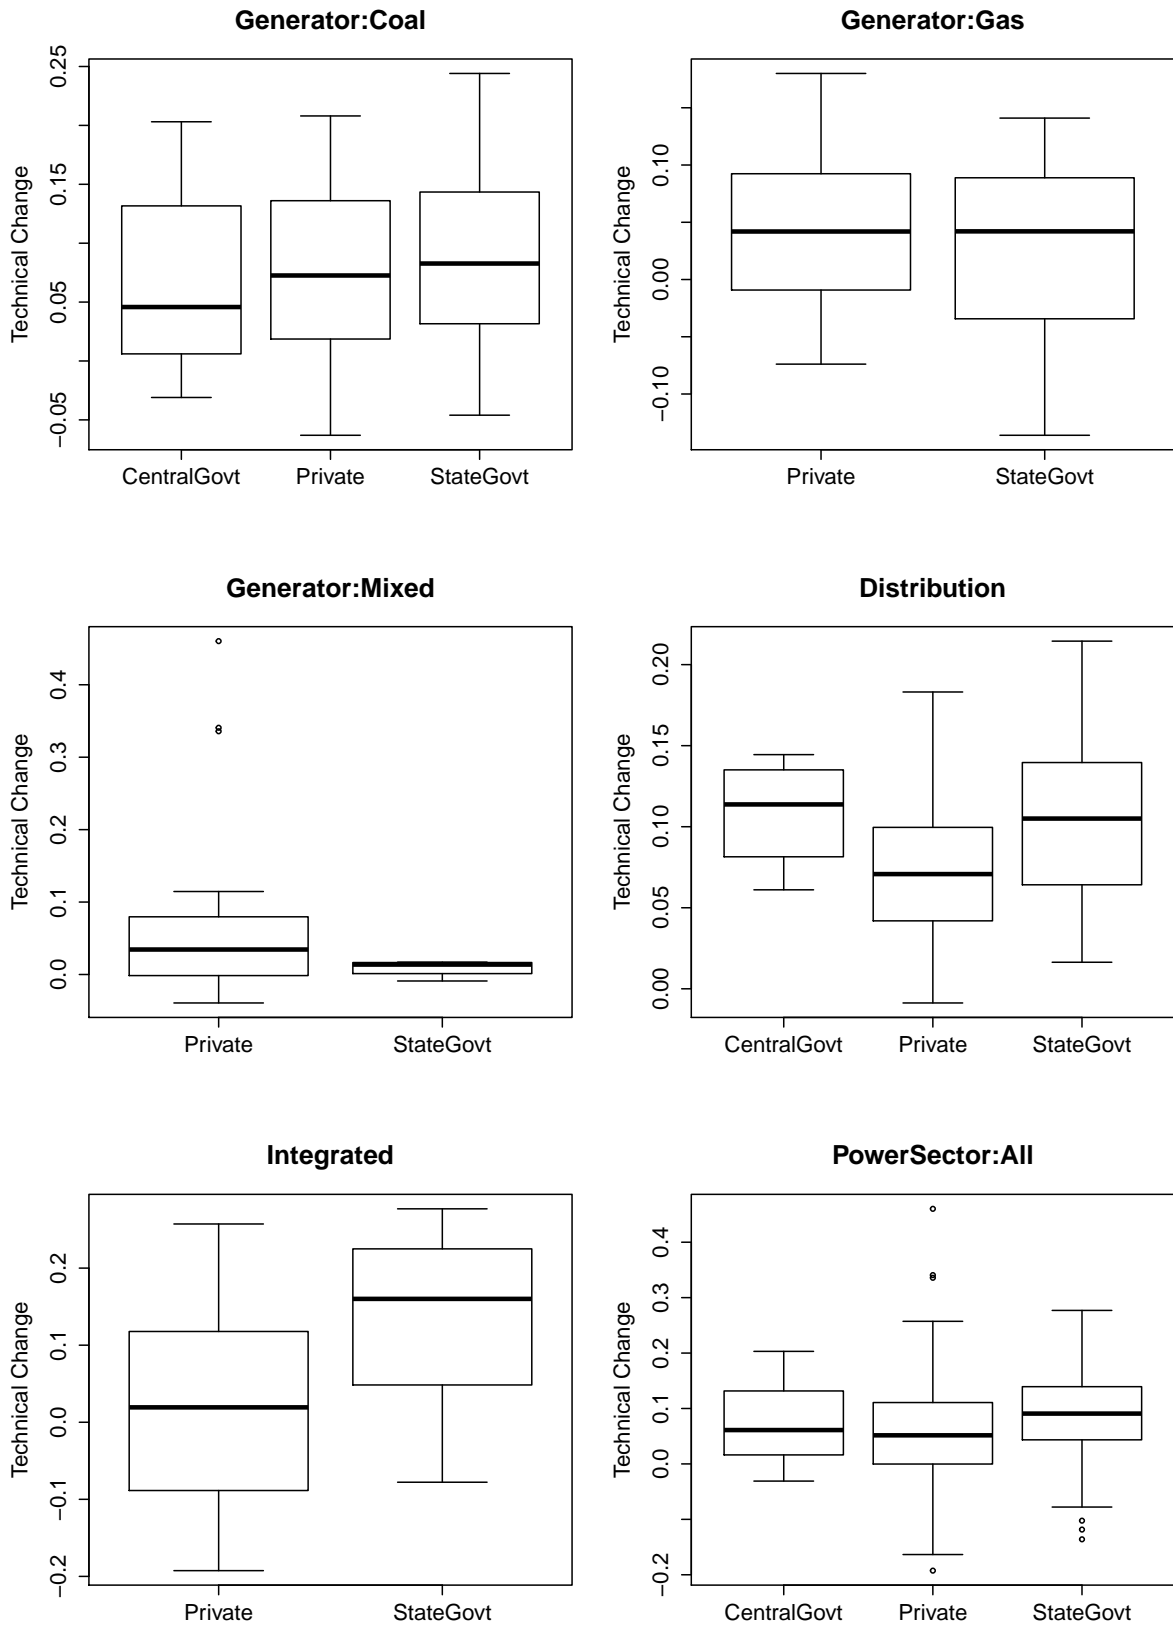 Generator:Coal
Technical Change
0.25
0.15
0.05
−0.05
CentralGovt Private StateGovt
Generator:Gas
Technical Change
0.10
0.00
−0.10
Private StateGovt
Generator:Mixed
Technical Change
0.4
0.3
0.2
0.1
0.0
Private StateGovt
Distribution
Technical Change
0.20
0.15
0.10
0.05
0.00
CentralGovt Private StateGovt
Integrated
Technical Change
0.2
0.1
0.0
−0.1
−0.2
Private StateGovt
PowerSector:All
Technical Change
0.4
0.3
0.2
0.1
0.0
−0.2
CentralGovt Private StateGovt